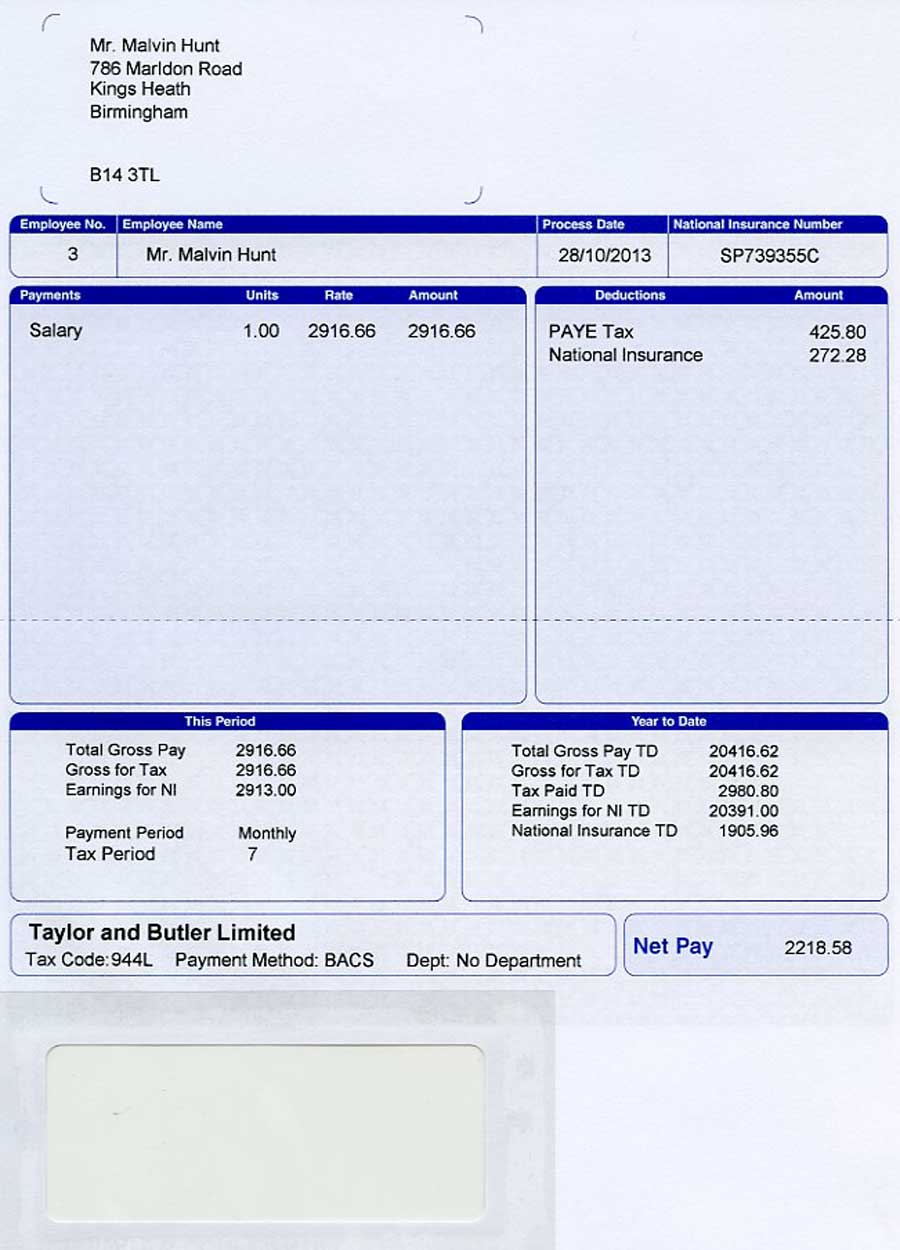 Mr. Malvin Hunt
786 Marldon Road
Kings Heath
Birmingham
B14 3TL
Employee No. Employee Name Process Date National Insurance Number
3 Mr. Malvin Hunt 28/10/2013 SP739355C
Payments Units Rate Amount Deductions Amount
Salary 1.00 2916.66 2916.66 PAYE Tax 425.80
National Insurance 272.28
This Period
Total Gross Pay 2916.66
Gross for Tax 2916.66
Earnings for NI 2913.00
Payment Period Monthly
Tax Period 7
Year to Date
Total Gross Pay TD 20416.62
Gross for Tax TD 20416.62
Tax Paid TD 2980.80
Earnings for NI TD 20391.00
National Insurance TD 1905.96
Taylor and Butler Limited
Tax Code:944L Payment Method: BACS Dept: No Department
Net Pay 2218.58